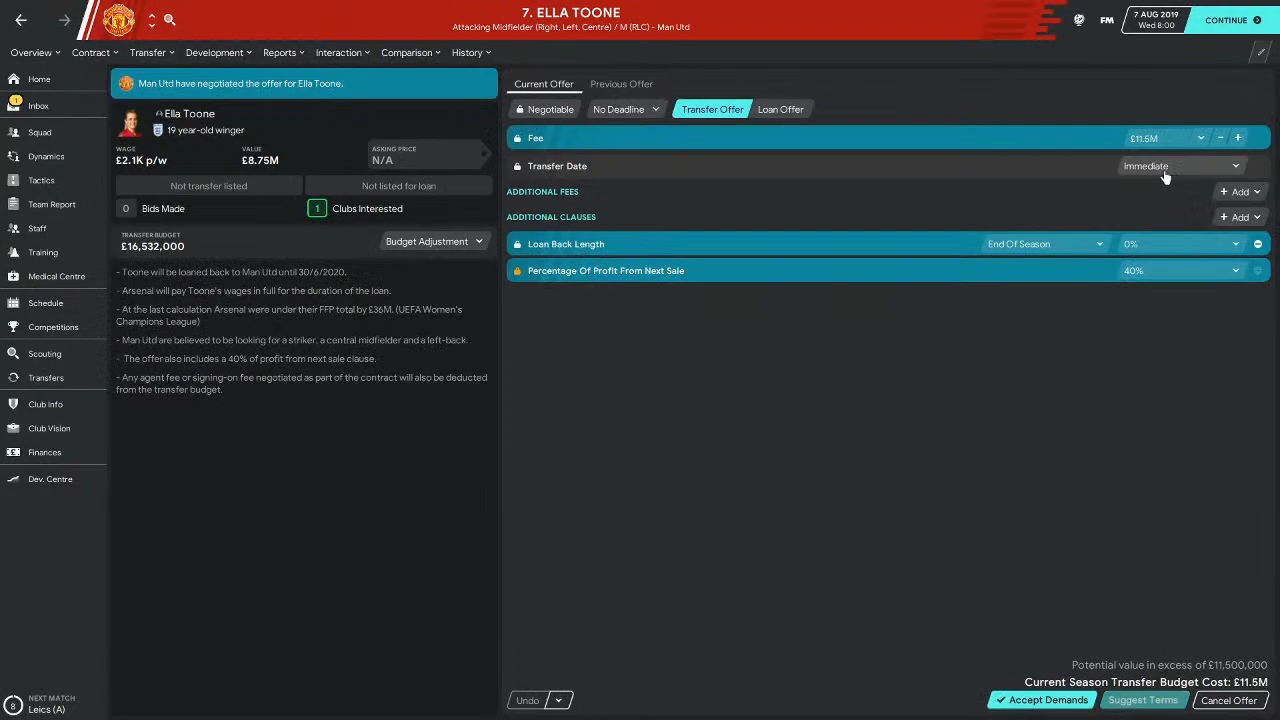 7. ELLA TOONE
Attacking Midfielder (Right, Left, Centre) / M (RLC) - Man Utd
FM
7 AUG 2019
Wed 8:00
CONTINUE
Overview
Contract
Transfer
Development
Reports
Interaction
Comparison
History
Home
1
Inbox
Squad
Dynamics
Tactics
Team Report
Staff
Training
Medical Centre
Schedule
Competitions
Scouting
Transfers
Club Info
Club Vision
Finances
Dev. Centre
8
NEXT MATCH
Leics (A)
Man Utd have negotiated the offer for Ella Toone.
Ella Toone
19 year-old winger
WAGE
£2.1K p/w
VALUE
£8.75M
ASKING PRICE
N/A
Not transfer listed
Not listed for loan
0 Bids Made
1 Clubs Interested
TRANSFER BUDGET
£16,532,000
Budget Adjustment
- Toone will be loaned back to Man Utd until 30/6/2020.
- Arsenal will pay Toone's wages in full for the duration of the loan.
- At the last calculation Arsenal were under their FFP total by £36M. (UEFA Women's
Champions League)
- Man Utd are believed to be looking for a striker, a central midfielder and a left-back.
- The offer also includes a 40% of profit from next sale clause.
- Any agent fee or signing-on fee negotiated as part of the contract will also be deducted
from the transfer budget.
Current Offer
Previous Offer
Negotiable
No Deadline
Transfer Offer
Loan Offer
Fee
£11.5M
Transfer Date
Immediate
ADDITIONAL FEES
+ Add
ADDITIONAL CLAUSES
+ Add
Loan Back Length
End Of Season
0%
Percentage Of Profit From Next Sale
40%
Potential value in excess of £11,500,000
Current Season Transfer Budget Cost: £11.5M
Undo
Accept Demands
Suggest Terms
Cancel Offer